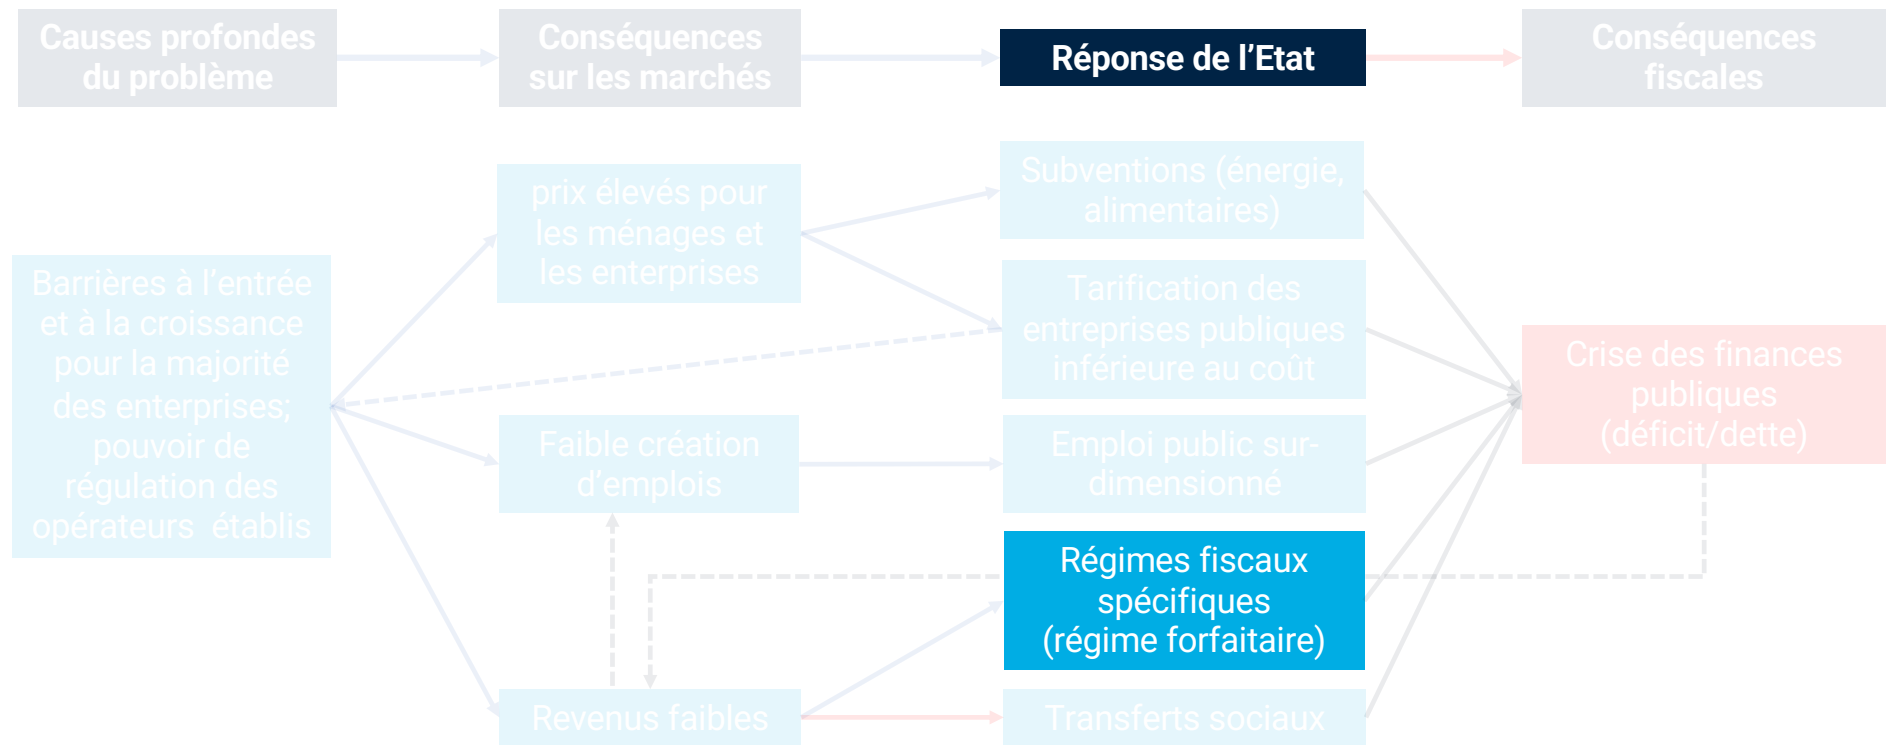 Causes profondes
du problème
Conséquences
sur les marchés
Réponse de l’Etat
Conséquences
fiscales
Barrières à l’entrée
et à la croissance
pour la majorité
des enterprises;
pouvoir de
régulation des
opérateurs  établis
prix élevés pour
les ménages et
les enterprises
Faible création
d’emplois
Revenus faibles
Subventions (énergie,
alimentaires)
Tarification des
entreprises publiques
inférieure au coût
Emploi public sur-
dimensionné
Régimes fiscaux
spécifiques
(régime forfaitaire)
Transferts sociaux
Crise des finances
publiques
(déficit/dette)